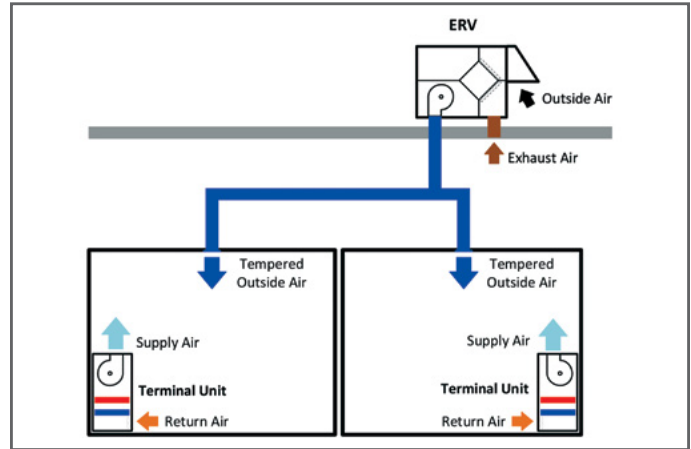 ERV
Outside Air
Exhaust Air
Tempered
Outside Air
Supply Air
Terminal Unit
Return Air
Tempered
Outside Air
Supply Air
Terminal Unit
Return Air